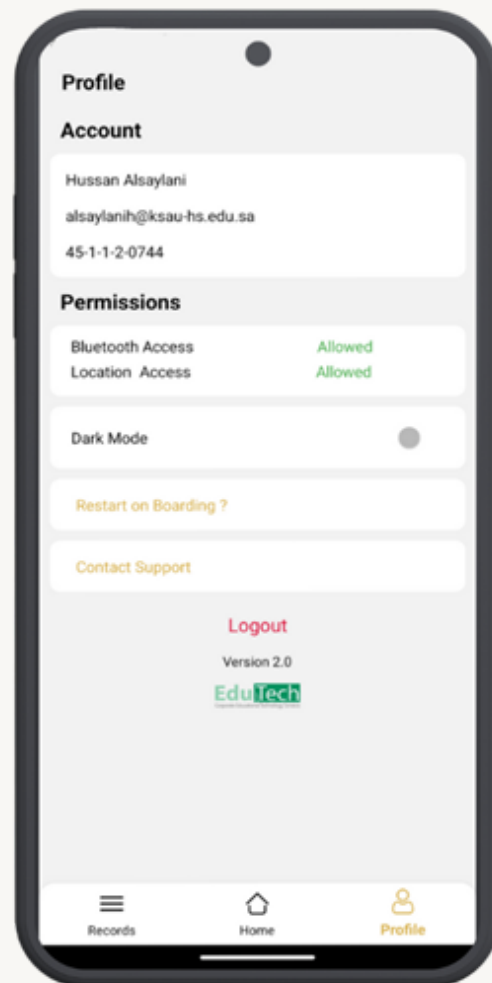 Profile
Account
Hussan Alsaylani
alsaylanih@ksau-hs.edu.sa
45-1-1-2-0744
Permissions
Bluetooth Access Allowed
Location Access Allowed
Dark Mode
Restart on Boarding ?
Contact Support
Logout
Version 2.0
EduTech
Records Home Profile